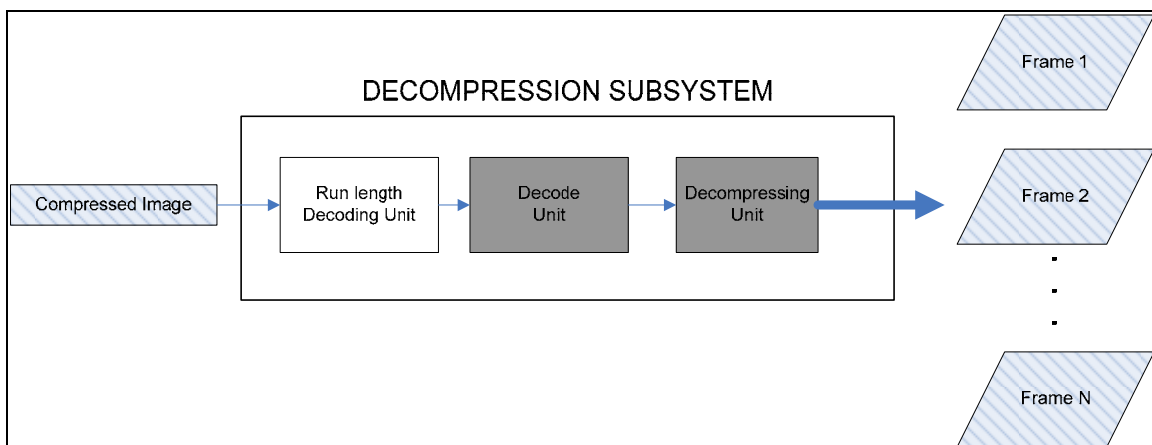 DECOMPRESSION SUBSYSTEM
Compressed Image
Run length
Decoding Unit
Decode
Unit
Decompressing
Unit
Frame 1
Frame 2
Frame N